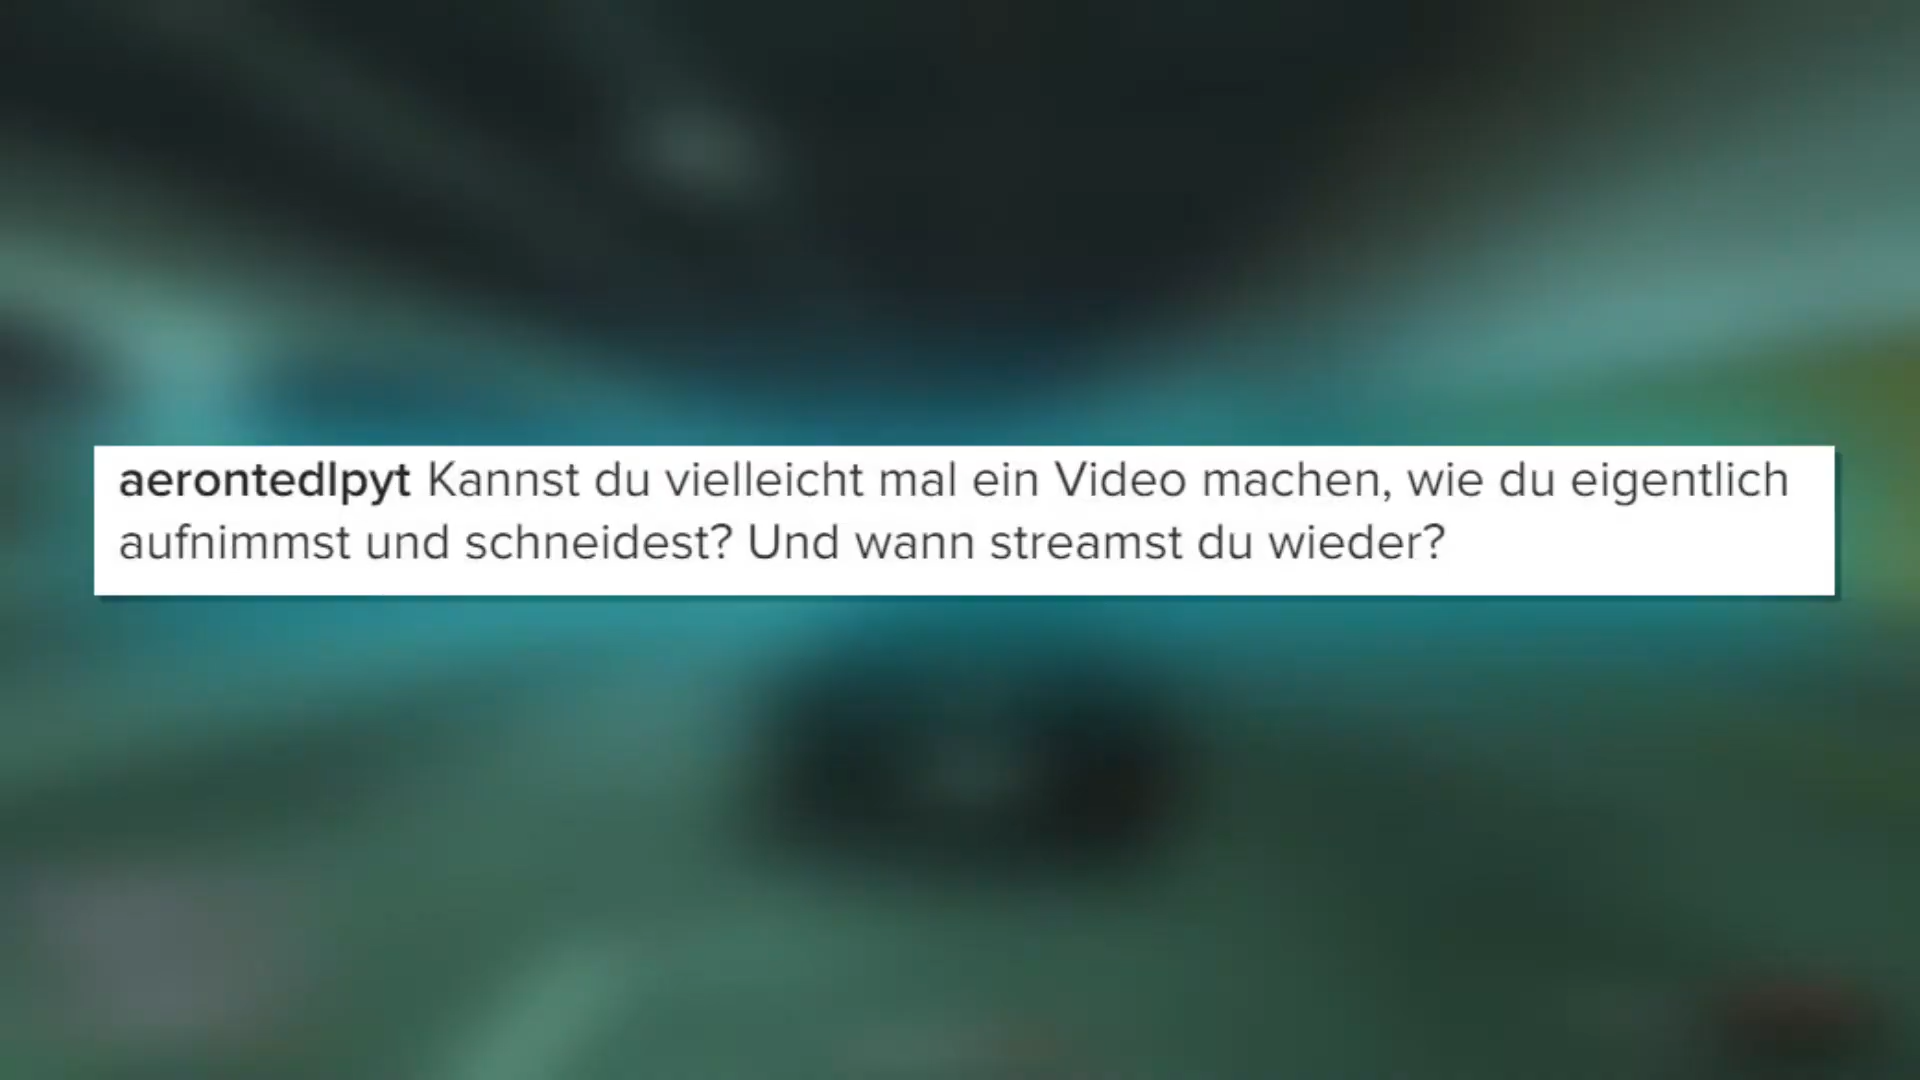 aerontedlpyt Kannst du vielleicht mal ein Video machen, wie du eigentlich
aufnimmst und schneidest? Und wann streamst du wieder?